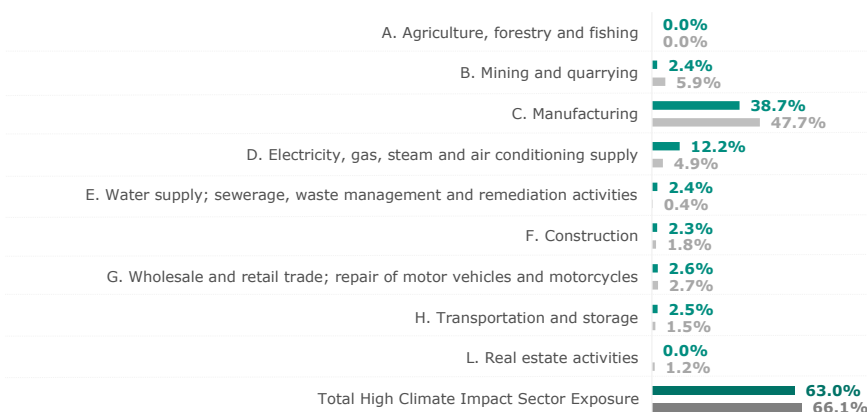 A. Agriculture, forestry and fishing
0.0%
0.0%
B. Mining and quarrying
2.4%
5.9%
C. Manufacturing
38.7%
47.7%
D. Electricity, gas, steam and air conditioning supply
12.2%
4.9%
E. Water supply; sewerage, waste management and remediation activities
2.4%
0.4%
F. Construction
2.3%
1.8%
G. Wholesale and retail trade; repair of motor vehicles and motorcycles
2.6%
2.7%
H. Transportation and storage
2.5%
1.5%
L. Real estate activities
0.0%
1.2%
Total High Climate Impact Sector Exposure
63.0%
66.1%